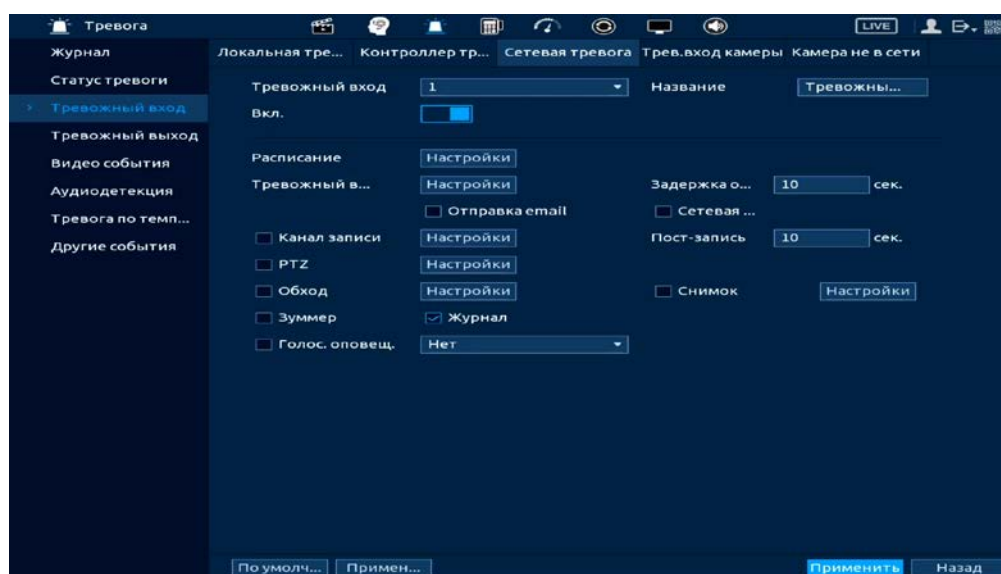 Тревога LIVE
Журнал Локальная тре... Контроллер тр... Сетевая тревога Трев.вход камеры Камера не в сети
Статус тревоги
Тревожный вход
Тревожный выход
Видео события
Аудиодетекция
Тревога по темп...
Другие события
Тревожный вход 1 Название Тревожны...
Вкл.
Расписание Настройки
Тревожный в... Настройки Задержка о... 10 сек.
Отправка email Сетевая ...
Канал записи Настройки Пост-запись 10 сек.
PTZ Настройки
Обход Настройки Снимок Настройки
Зуммер Журнал
Голос. оповещ. Нет
По умолч... Примен... Применить Назад